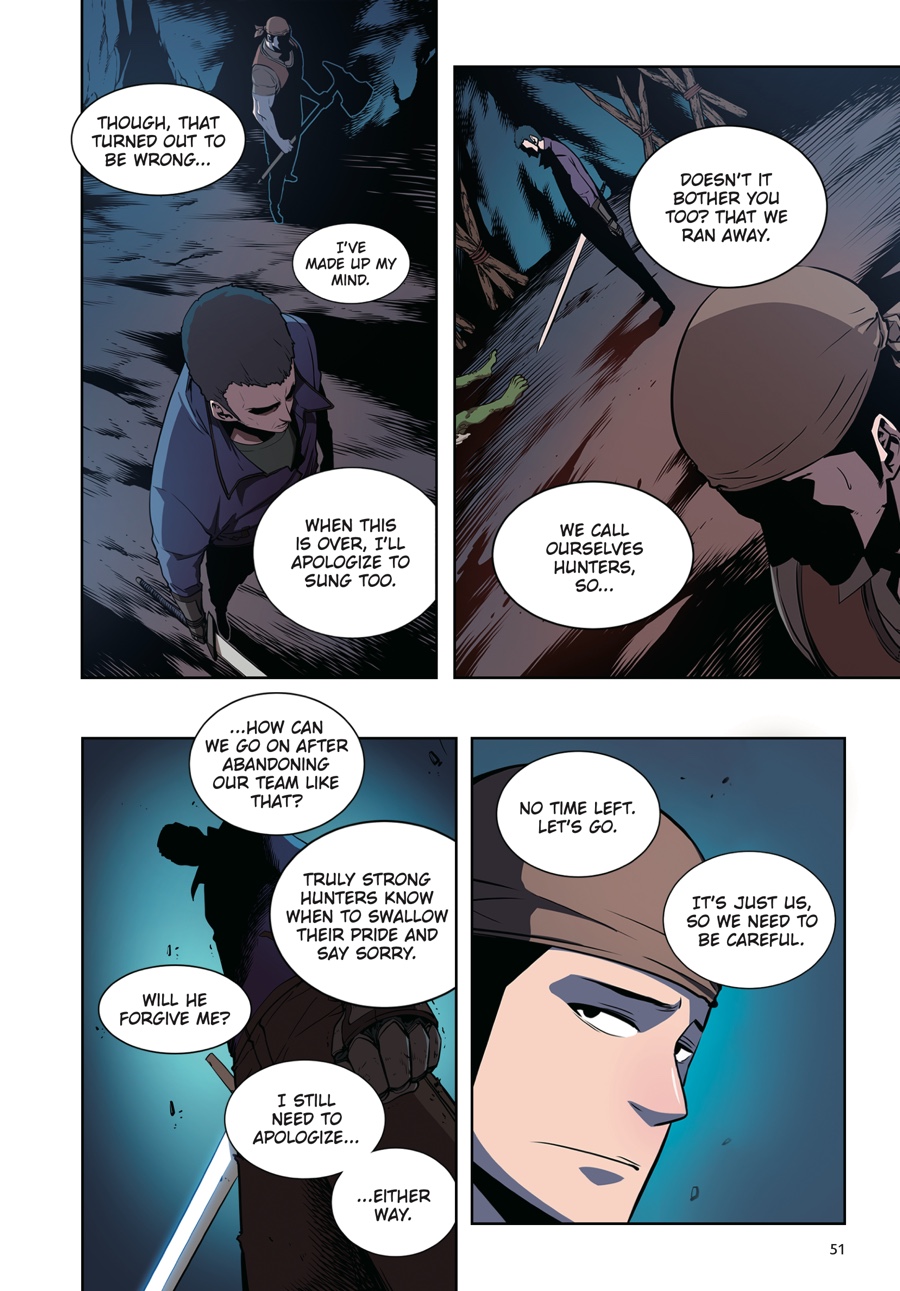 THOUGH, THAT
TURNED OUT TO
BE WRONG...
I'VE
MADE UP MY
MIND.
WHEN THIS
IS OVER, I'LL
APOLOGIZE TO
SUNG TOO.
DOESN'T IT
BOTHER YOU
TOO? THAT WE
RAN AWAY.
WE CALL
OURSELVES
HUNTERS,
SO...
...HOW CAN
WE GO ON AFTER
ABANDONING
OUR TEAM LIKE
THAT?
TRULY STRONG
HUNTERS KNOW
WHEN TO SWALLOW
THEIR PRIDE AND
SAY SORRY.
WILL HE
FORGIVE ME?
I STILL
NEED TO
APOLOGIZE...
...EITHER
WAY.
NO TIME LEFT.
LET'S GO.
IT'S JUST US,
SO WE NEED TO
BE CAREFUL.
51